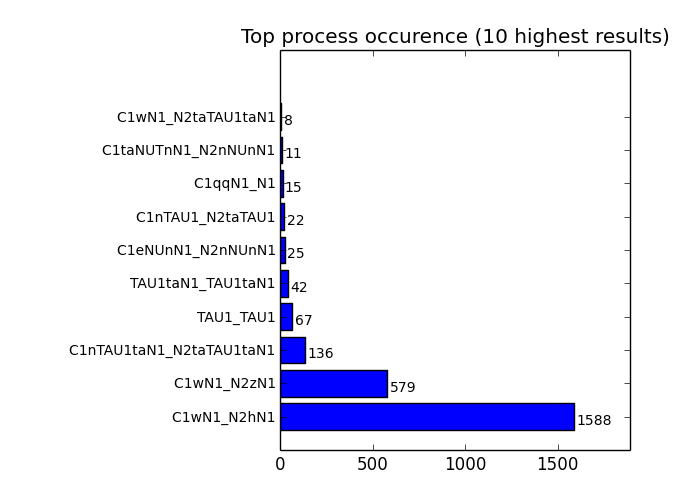 Top process occurence (10 highest results)
C1wN1_N2taTAU1taN1 8
C1taNUTnN1_N2nNUnN1 11
C1qqN1_N1 15
C1nTAU1_N2taTAU1 22
C1eNUnN1_N2nNUnN1 25
TAU1taN1_TAU1taN1 42
TAU1_TAU1 67
C1nTAU1taN1_N2taTAU1taN1 136
C1wN1_N2zN1 579
C1wN1_N2hN1 1588
0 500 1000 1500